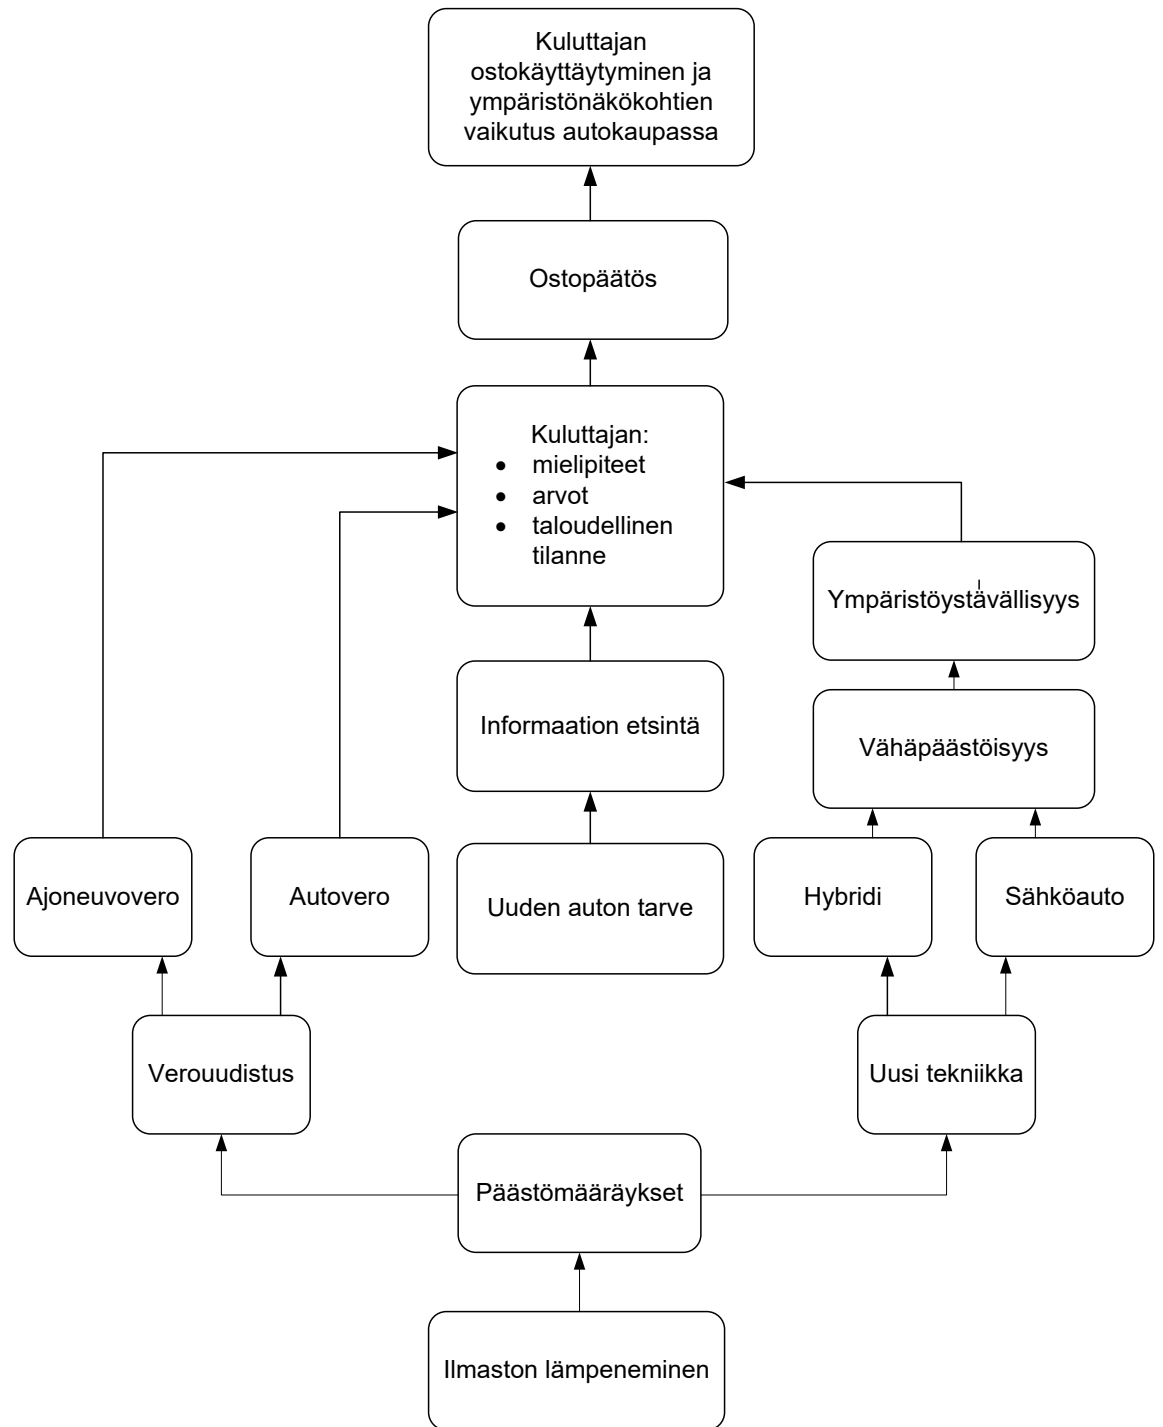 Kuluttajan
ostokäyttäytyminen ja
ympäristönäkökohtien
vaikutus autokaupassa
Ostopäätös
Kuluttajan:
• mielipiteet
• arvot
• taloudellinen
tilanne
Ympäristöystävällisyys
Informaation etsintä
Vähäpäästöisyys
Ajoneuvovero
Autovero
Uuden auton tarve
Hybridi
Sähköauto
Verouudistus
Uusi tekniikka
Päästömääräykset
Ilmaston lämpeneminen